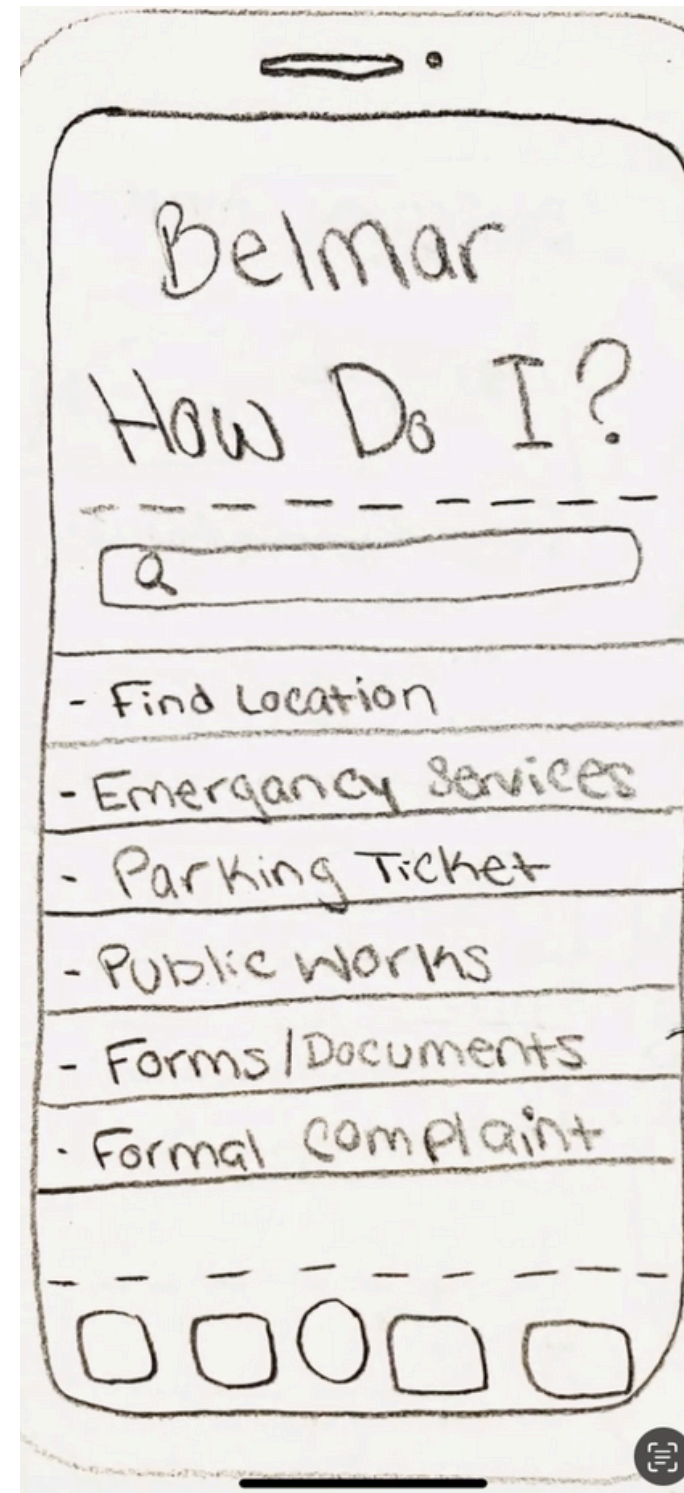 Belmar
How Do I?
- Find Location
- Emergancy Services
- Parking Ticket
- Public Works
- Forms/Documents
- Formal Complaint